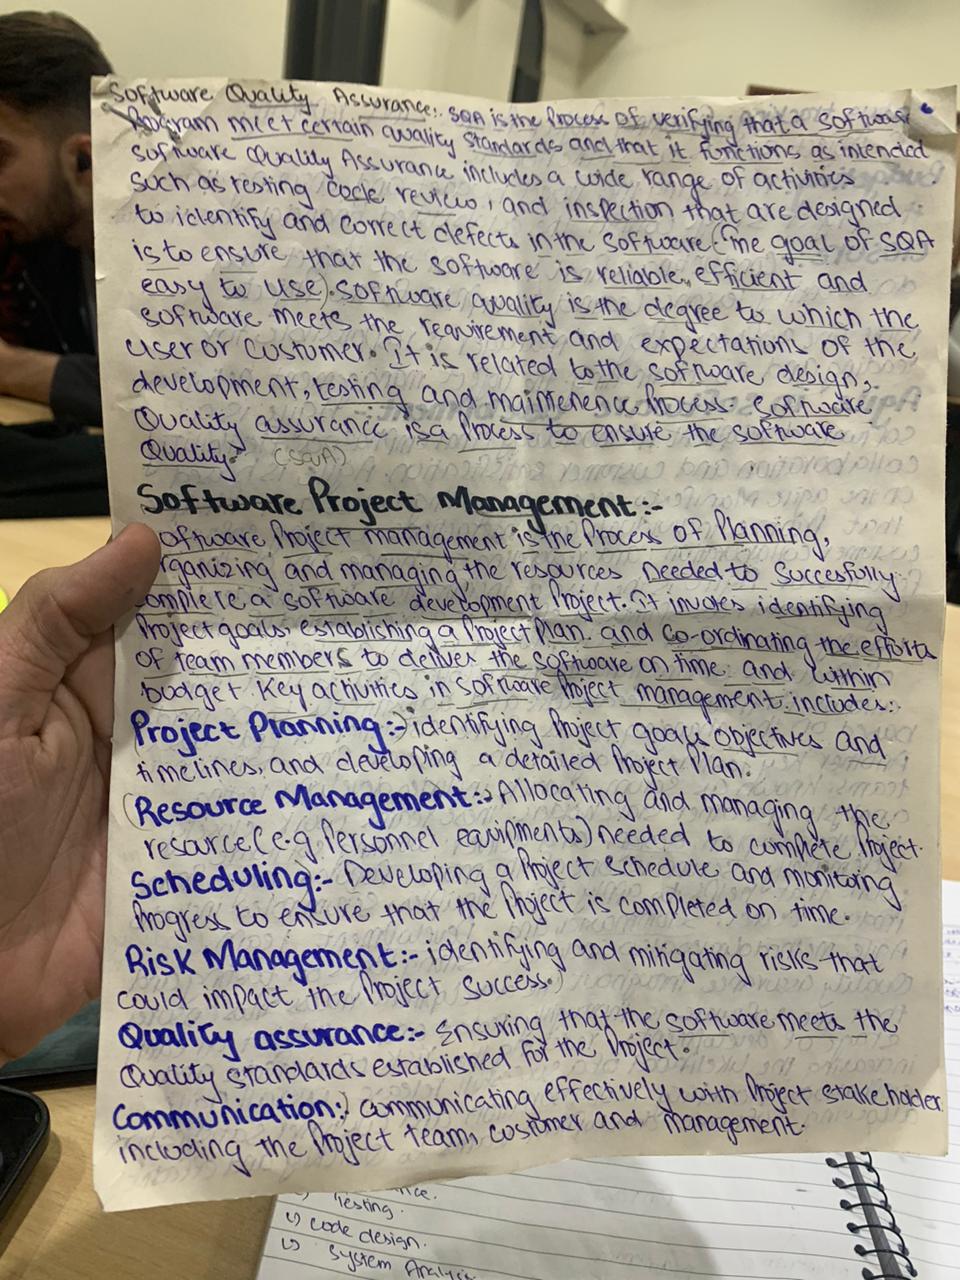 Software Quality Assurance:. SQA is the Process of verifying that a software
Program meet certain quality standards and that it functions as intended
Software Quality Assurance includes a wide range of activities
such as testing code review, and inspection that are designed
to identify and correct defects in the software (The goal of SQA
is to ensure that the software is reliable, efficient and
easy to use). Software quality is the degree to which the
software meets the requirement and expectations of the
user or customer. It is related to the software design,
development, testing and maintenence Process. Software
Quality assurance is a Process to ensure the software
Quality. (SQA)
Software Project Management:-
oftware Project management is the Process of Planning,
rganizing and managing the resources needed to Succesfully
omplete a software development Project. It involes identifying
Project goals, establishing a Project Plan. and Co-ordinating the efforts
of team members to deliver the software on time and within
budget Key activities in software Project management includes:
Project Planning:- identifying Project goals objectives and
timelines, and developing a detailed Project Plan.
(Resource Management:- Allocating and managing the
resource (e.g. Personnel equipments) needed to complete Project.
Scheduling:- Developing a Project schedule and monitoring
Progress to ensure that the Project is completed on time.
Risk Management:- identifying and mitigating risks that
could impact the Project success.)
Quality assurance:- Ensuring that the software meets the
Quality standards established for the Project.
Communication:) communicating effectively with Project stakeholder
including the Project team, customer and management.
Testing.
code design.
System